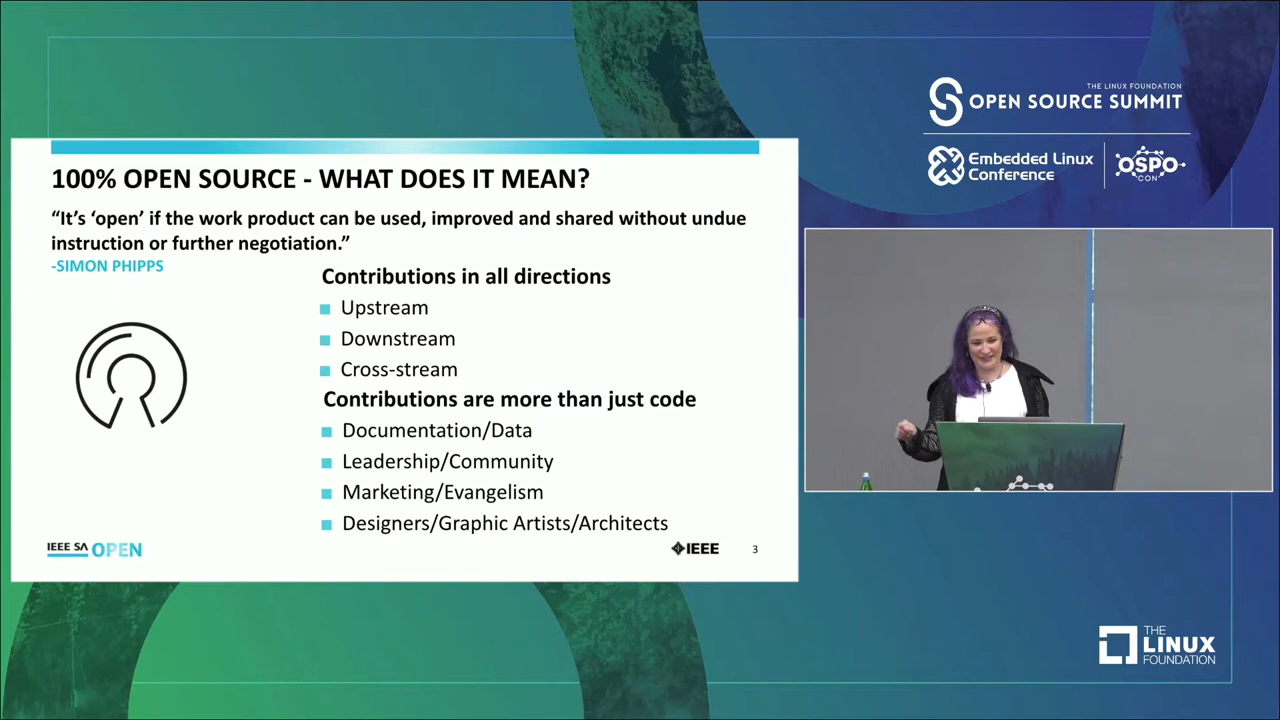 THE LINUX FOUNDATION
OPEN SOURCE SUMMIT
Embedded Linux
Conference
OSPO
CON
100% OPEN SOURCE - WHAT DOES IT MEAN?
“It’s ‘open’ if the work product can be used, improved and shared without undue
instruction or further negotiation.”
-SIMON PHIPPS
Contributions in all directions
Upstream
Downstream
Cross-stream
Contributions are more than just code
Documentation/Data
Leadership/Community
Marketing/Evangelism
Designers/Graphic Artists/Architects
IEEE SA OPEN
IEEE
3
THE
LINUX
FOUNDATION